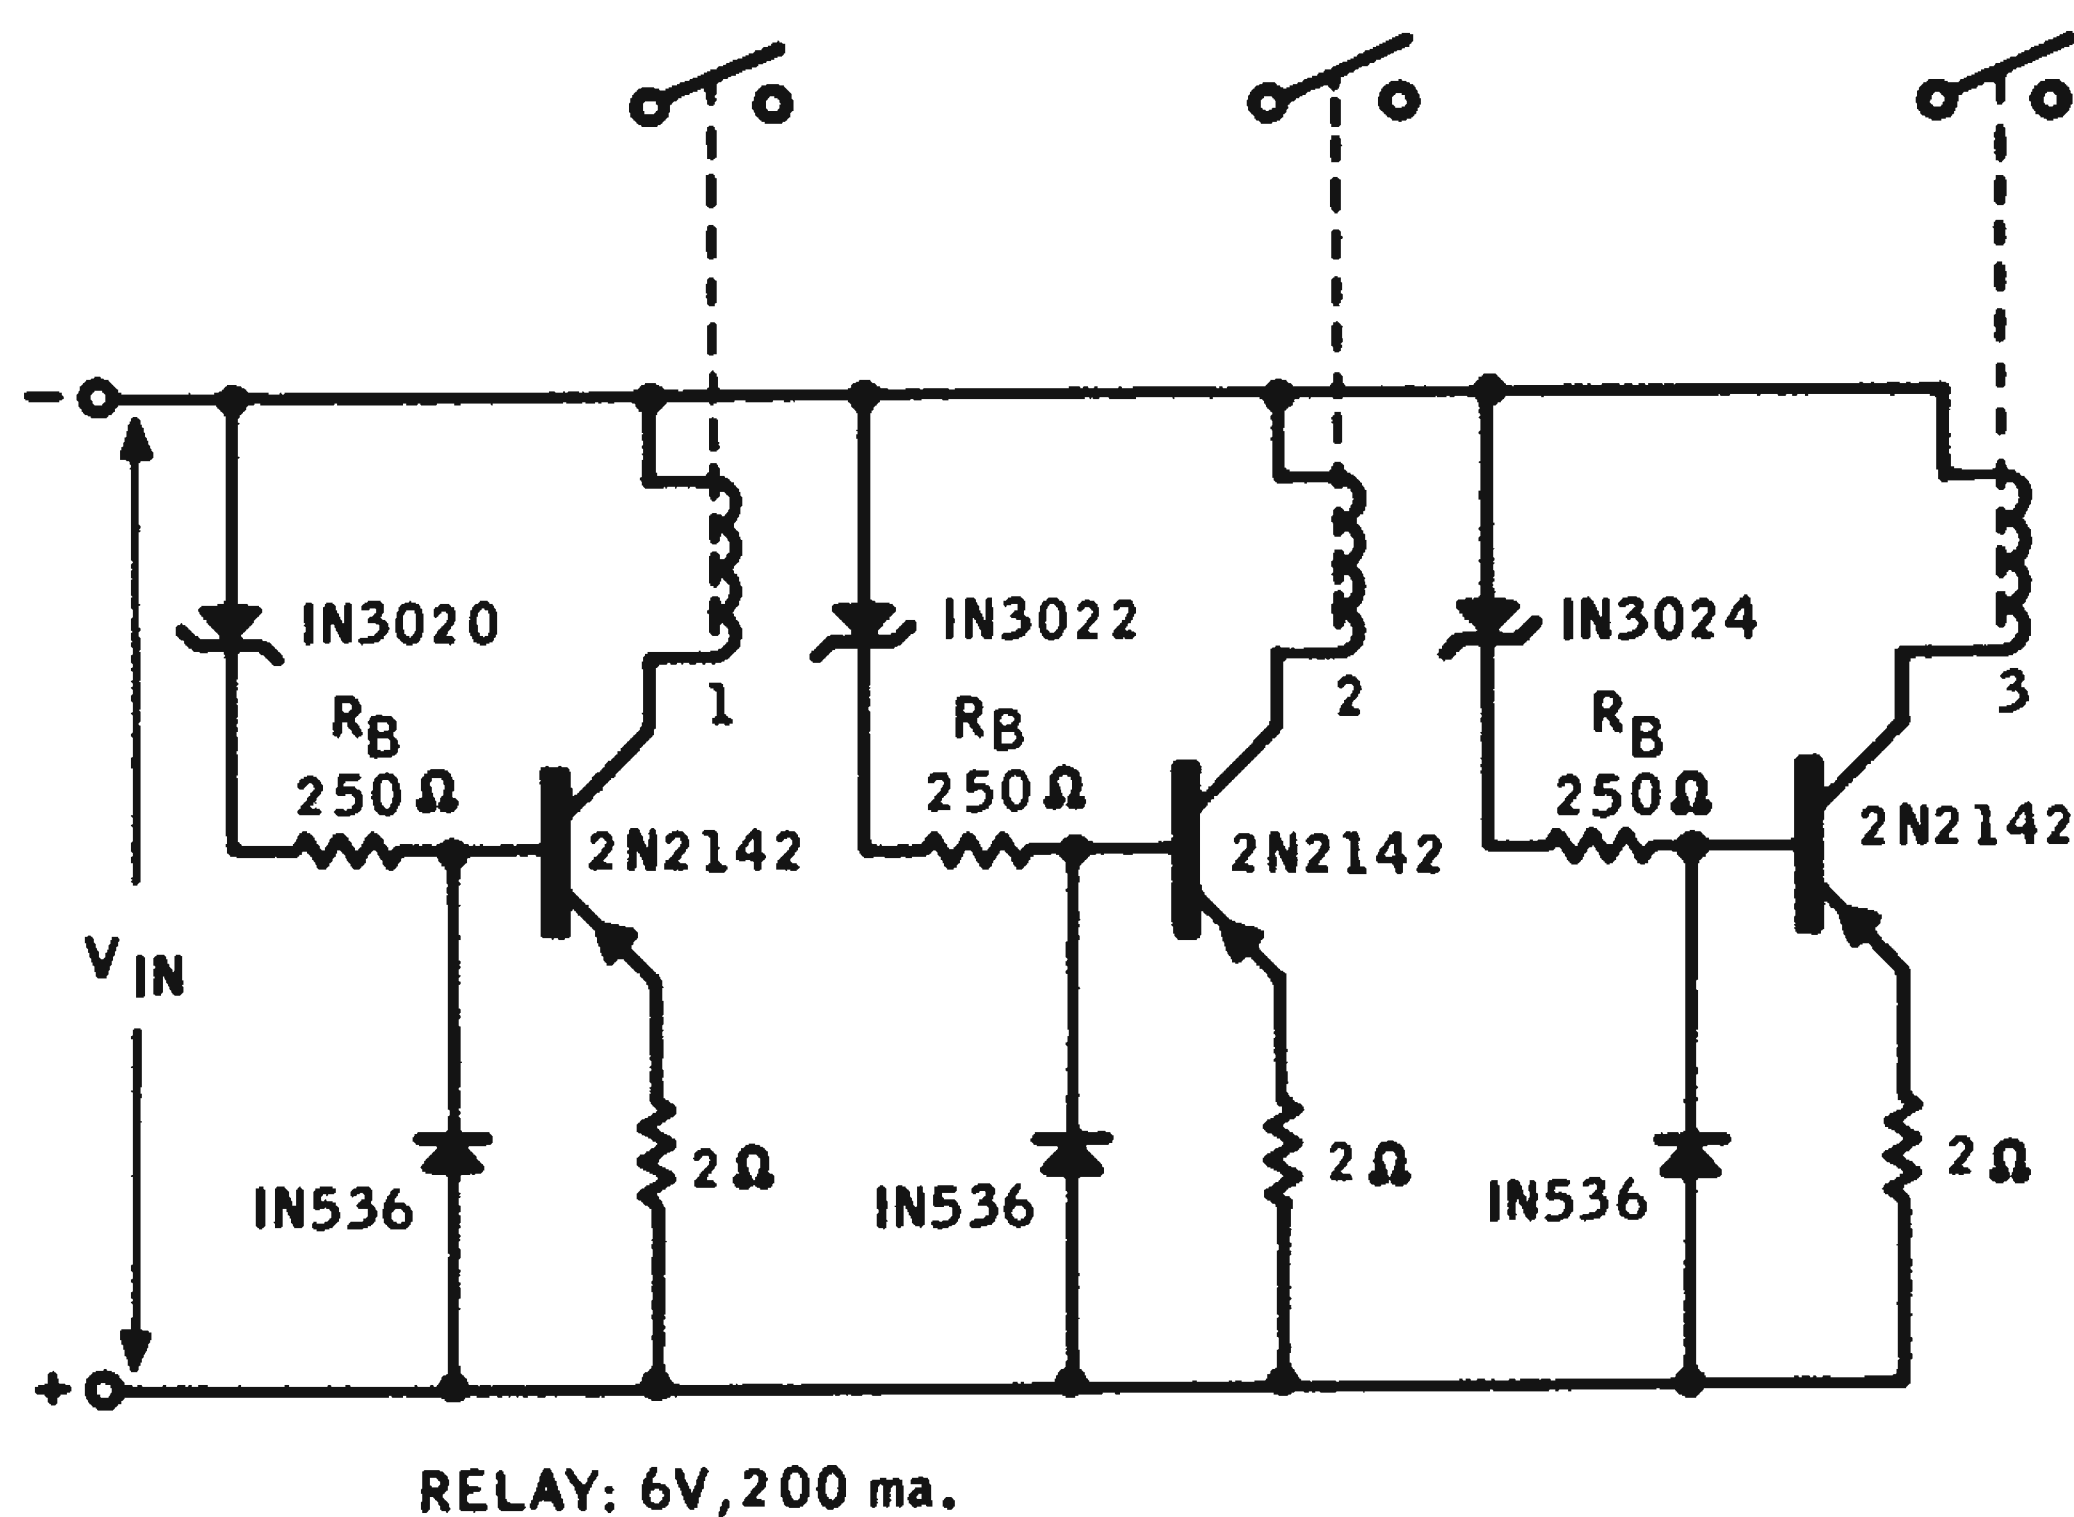 -
IN3020
IN3022
IN3024
1
2
3
RB
250Ω
RB
250Ω
RB
250Ω
2N2142
2N2142
2N2142
VIN
2Ω
2Ω
2Ω
IN536
IN536
IN536
+
RELAY: 6V, 200 ma.